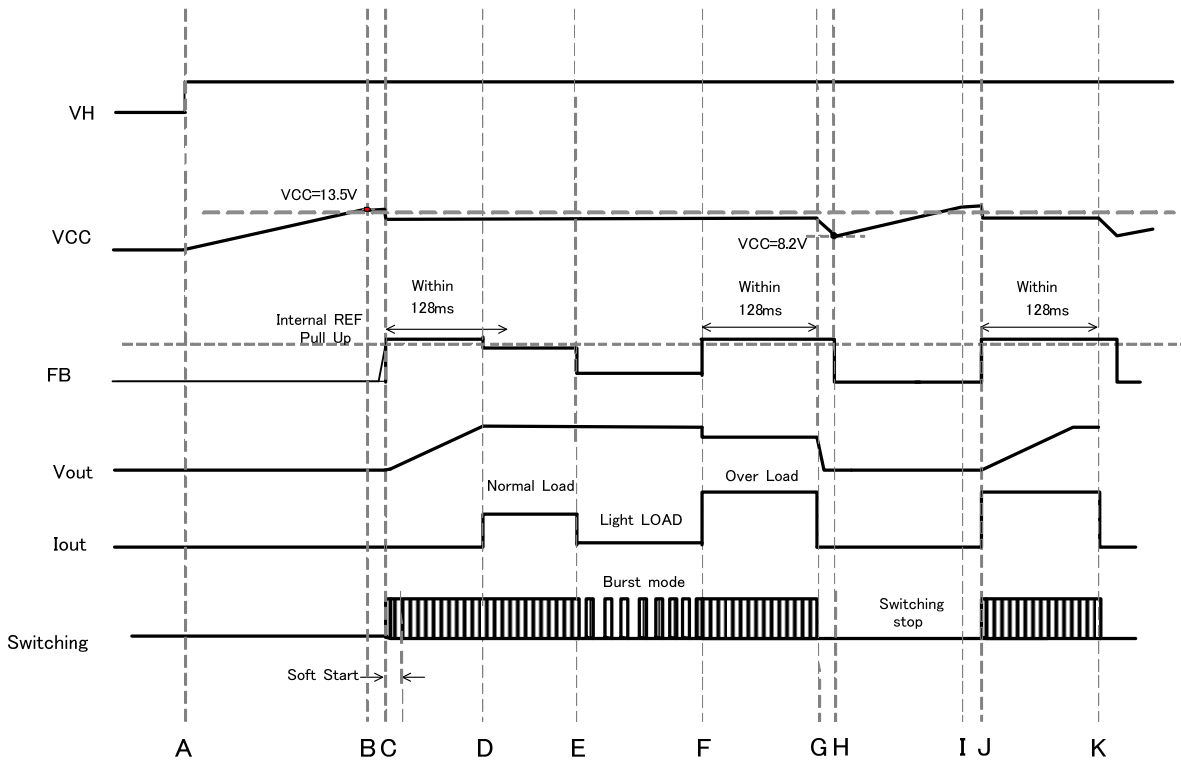 VH
VCC=13.5V
VCC
VCC=8.2V
Within
128ms
Within
128ms
Within
128ms
Internal REF
Pull Up
FB
Vout
Over Load
Normal Load
Light LOAD
Iout
Burst mode
Switching
stop
Switching
Soft Start
A B C D E F G H I J K